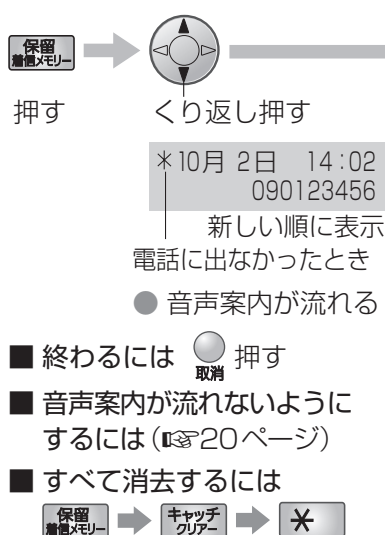 保留
着信メモリー
押す
くり返し押す
＊10月 2日 14:02
090123456
新しい順に表示
電話に出なかったとき
● 音声案内が流れる
■ 終わるには 取消 押す
■ 音声案内が流れないように
するには (☞20ページ)
■ すべて消去するには
保留
着信メモリー
キャッチ
クリアー
＊